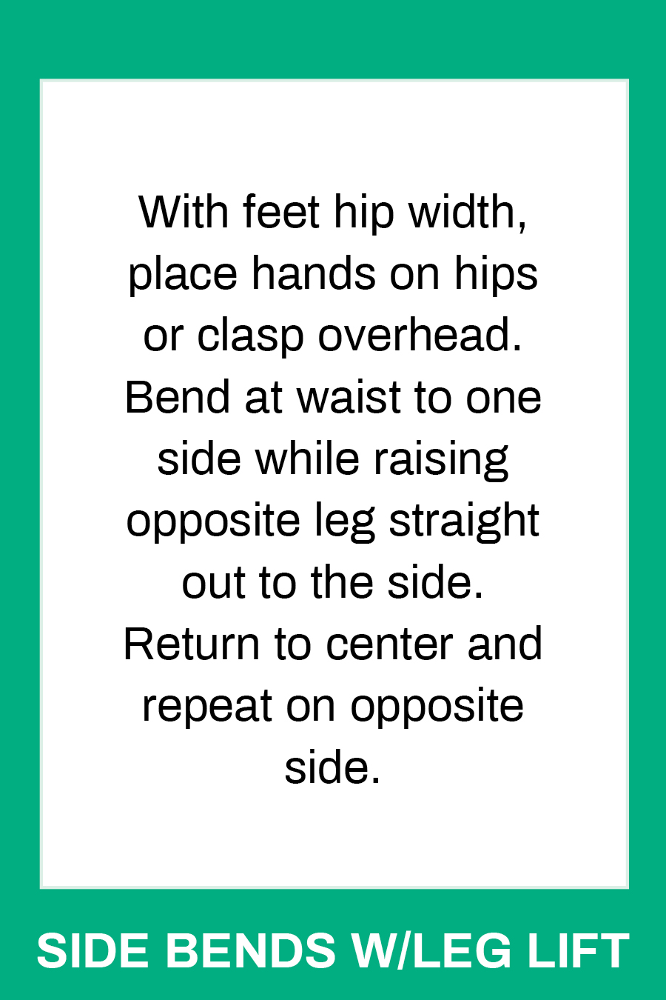 With feet hip width,
place hands on hips
or clasp overhead.
Bend at waist to one
side while raising
opposite leg straight
out to the side.
Return to center and
repeat on opposite
side.
SIDE BENDS W/LEG LIFT